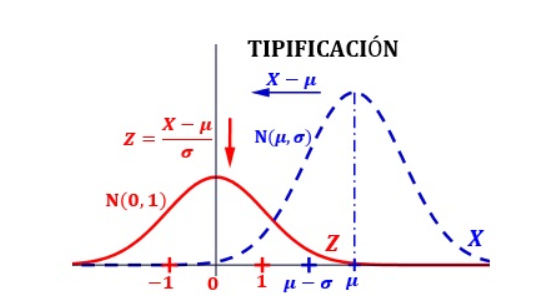 TIPIFICACIÓN
X − μ
Z = (X − μ)/σ
N(μ, σ)
N(0, 1)
Z
X
−1 0 1 μ − σ μ